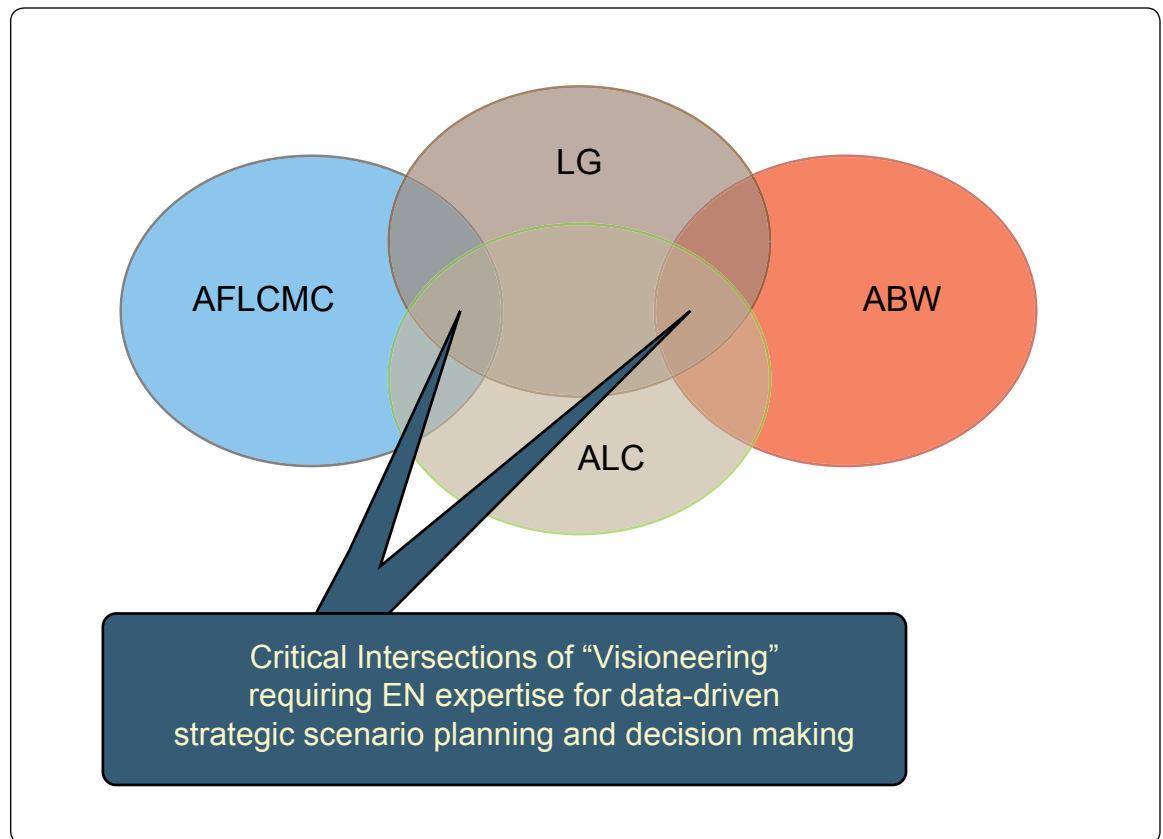 LG
AFLCMC
ABW
ALC
Critical Intersections of “Visioneering”
requiring EN expertise for data-driven
strategic scenario planning and decision making